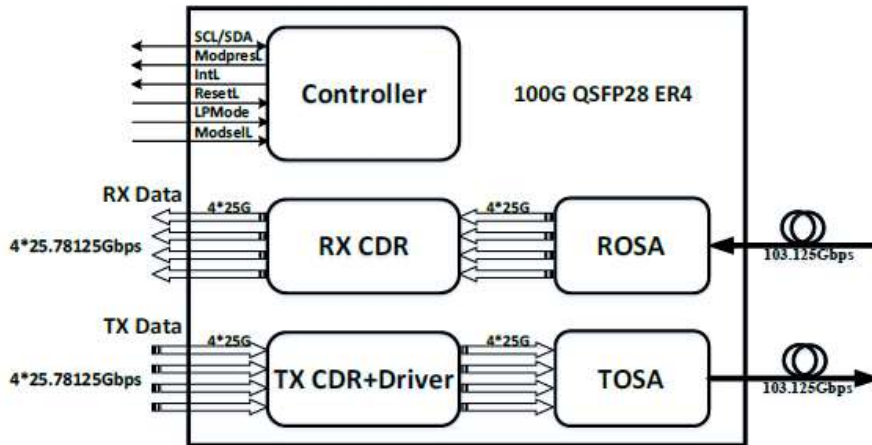 SCL/SDA
ModpresL
IntL
ResetL
LPMode
ModselL
Controller
100G QSFP28 ER4
RX Data
4*25G
4*25G
4*25.78125Gbps
RX CDR
ROSA
103.125Gbps
TX Data
4*25G
4*25G
4*25.78125Gbps
TX CDR+Driver
TOSA
103.125Gbps